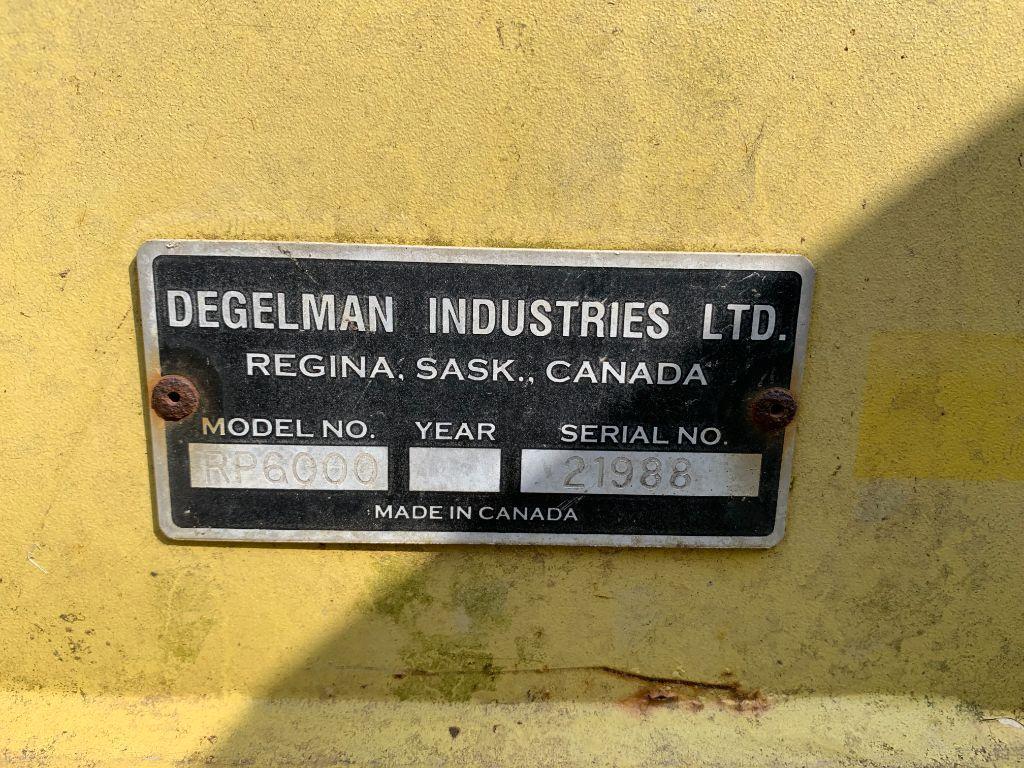 DEGELMAN INDUSTRIES LTD.
REGINA, SASK., CANADA
MODEL NO. YEAR SERIAL NO.
RP6000 21988
MADE IN CANADA